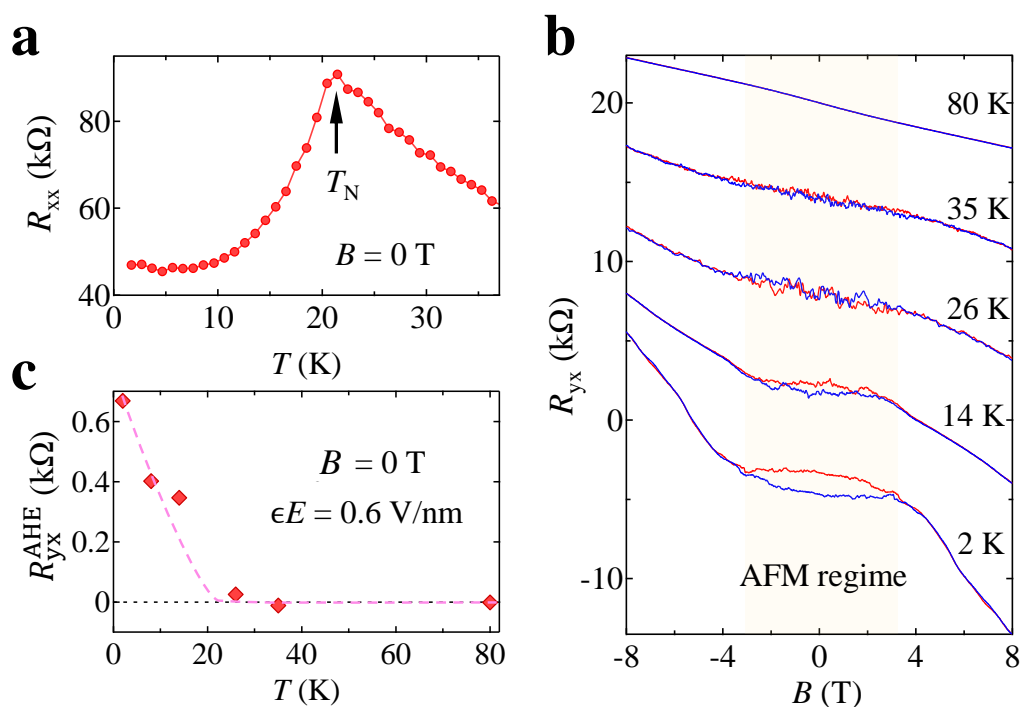 a
R_xx (kΩ)
80
60
40
T_N
B = 0 T
0
10
20
30
T (K)
b
R_yx (kΩ)
20
10
0
-10
80 K
35 K
26 K
14 K
2 K
AFM regime
-8
-4
0
4
8
B (T)
c
R_yx^AHE (kΩ)
0.6
0.4
0.2
0
B = 0 T
ϵE = 0.6 V/nm
0
20
40
60
80
T (K)